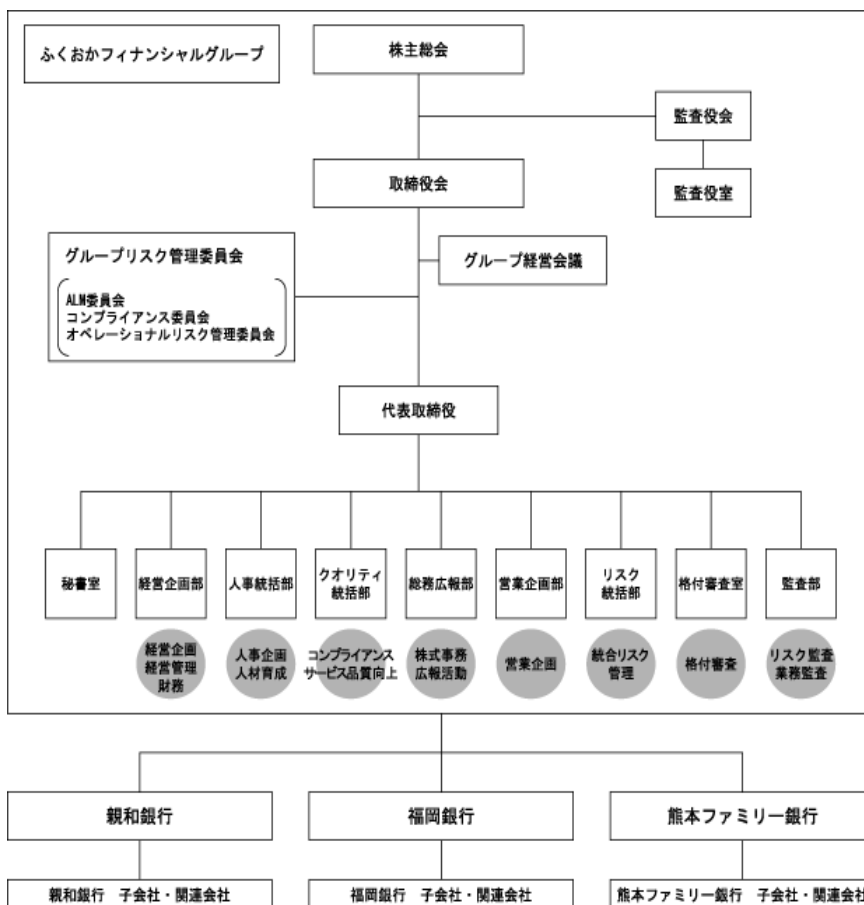 ふくおかフィナンシャルグループ
株主総会
監査役会
取締役会
監査役室
グループリスク管理委員会
ALM委員会
コンプライアンス委員会
オペレーショナルリスク管理委員会
グループ経営会議
代表取締役
秘書室
経営企画部
人事統括部
クオリティ
統括部
総務広報部
営業企画部
リスク
統括部
格付審査室
監査部
経営企画
経営管理
財務
人事企画
人材育成
コンプライアンス
サービス品質向上
株式事務
広報活動
営業企画
統合リスク
管理
格付審査
リスク監査
業務監査
親和銀行
福岡銀行
熊本ファミリー銀行
親和銀行 子会社・関連会社
福岡銀行 子会社・関連会社
熊本ファミリー銀行 子会社・関連会社